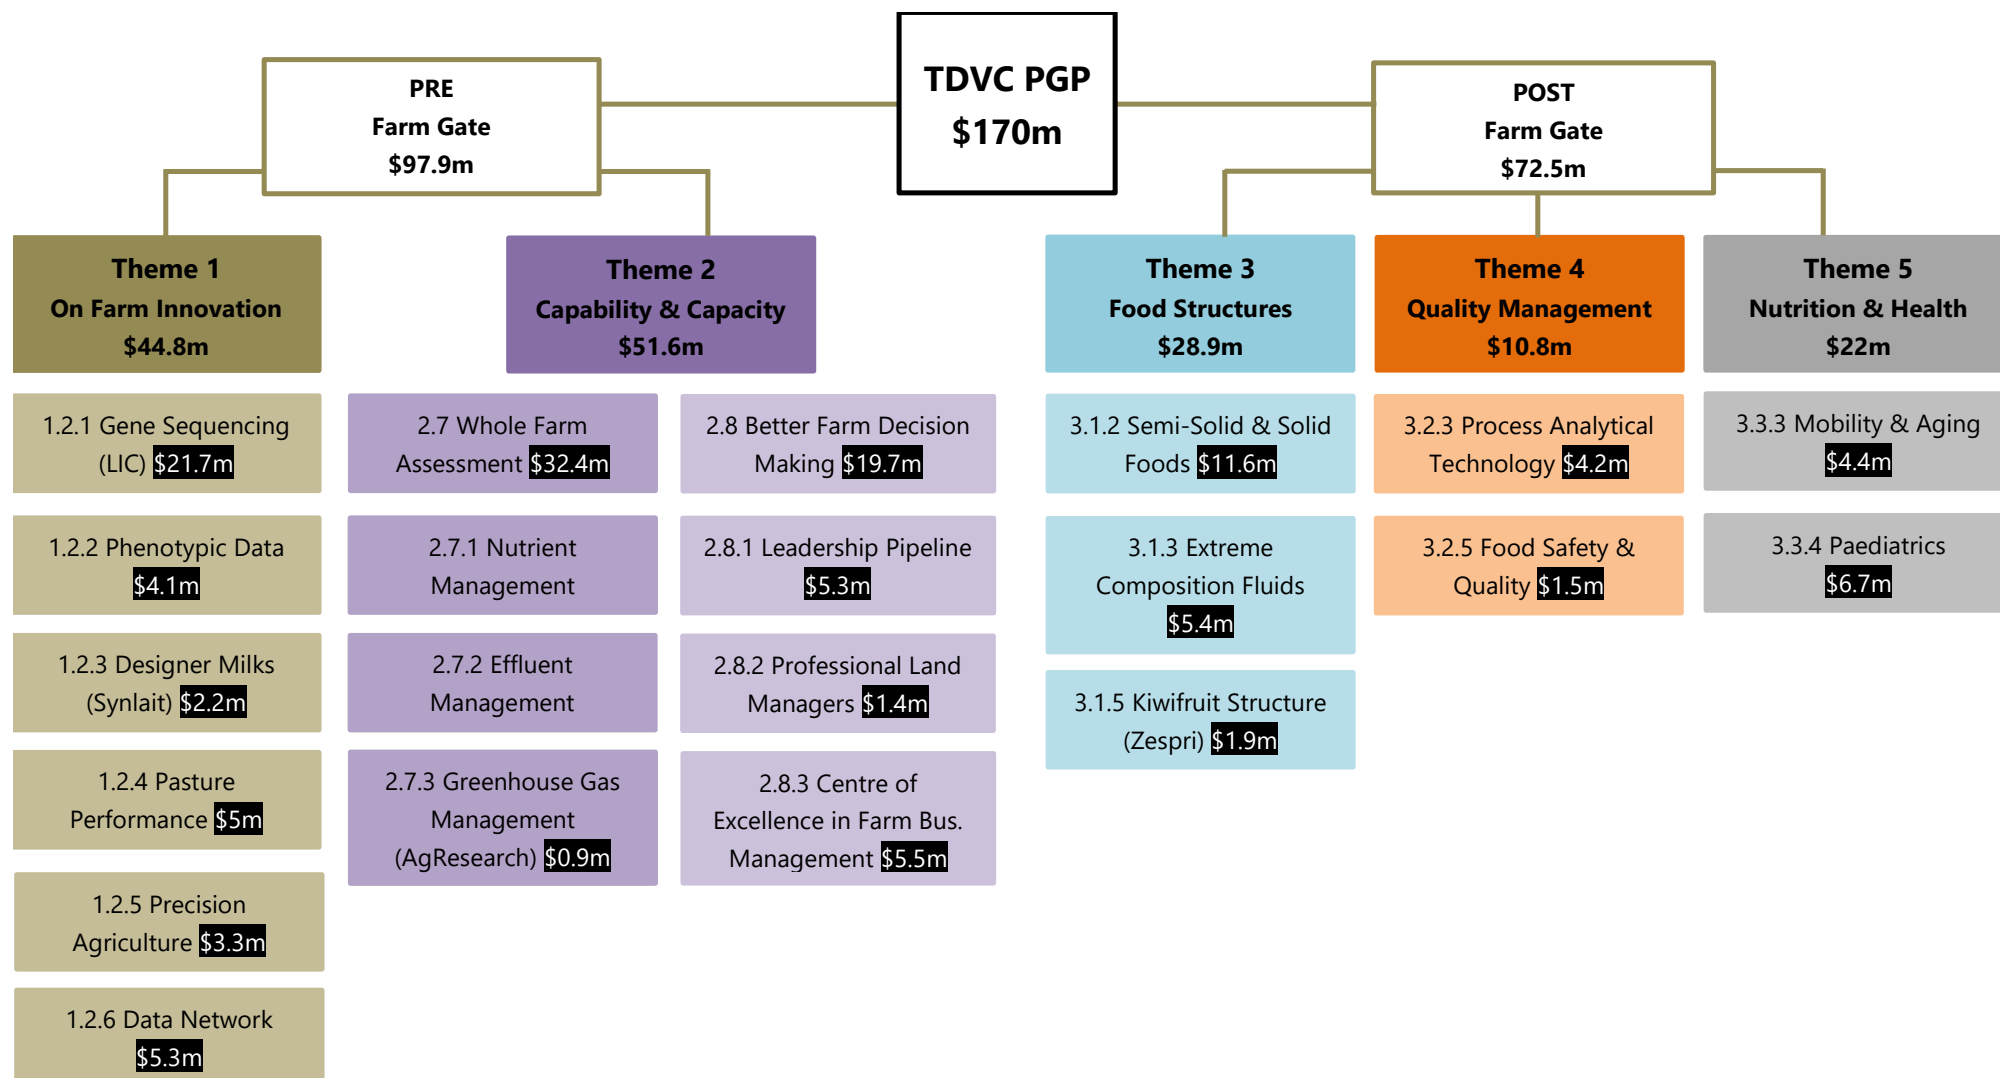 TDVC PGP
$170m
PRE
Farm Gate
$97.9m
POST
Farm Gate
$72.5m
Theme 1
On Farm Innovation
$44.8m
1.2.1 Gene Sequencing
(LIC) $21.7m
1.2.2 Phenotypic Data
$4.1m
1.2.3 Designer Milks
(Synlait) $2.2m
1.2.4 Pasture
Performance $5m
1.2.5 Precision
Agriculture $3.3m
1.2.6 Data Network
$5.3m
Theme 2
Capability & Capacity
$51.6m
2.7 Whole Farm
Assessment $32.4m
2.7.1 Nutrient
Management
2.7.2 Effluent
Management
2.7.3 Greenhouse Gas
Management
(AgResearch) $0.9m
2.8 Better Farm Decision
Making $19.7m
2.8.1 Leadership Pipeline
$5.3m
2.8.2 Professional Land
Managers $1.4m
2.8.3 Centre of
Excellence in Farm Bus.
Management $5.5m
Theme 3
Food Structures
$28.9m
3.1.2 Semi-Solid & Solid
Foods $11.6m
3.1.3 Extreme
Composition Fluids
$5.4m
3.1.5 Kiwifruit Structure
(Zespri) $1.9m
Theme 4
Quality Management
$10.8m
3.2.3 Process Analytical
Technology $4.2m
3.2.5 Food Safety &
Quality $1.5m
Theme 5
Nutrition & Health
$22m
3.3.3 Mobility & Aging
$4.4m
3.3.4 Paediatrics
$6.7m